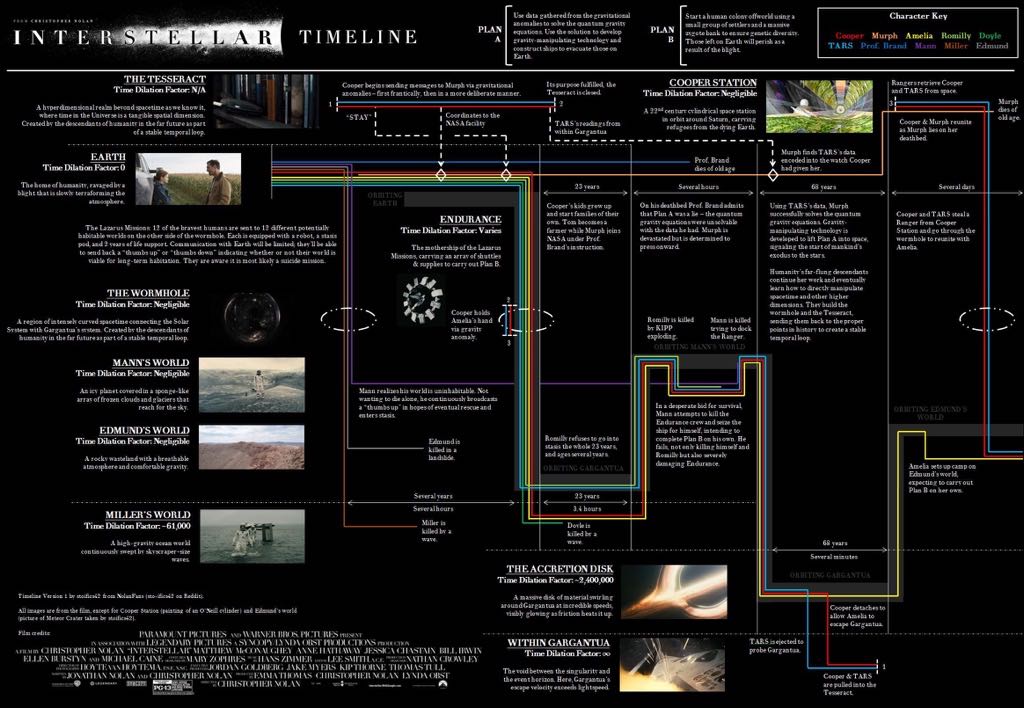 FROM CHRISTOPHER NOLAN
INTERSTELLAR TIMELINE
PLAN
A
Use data gathered from the gravitational
anomalies to solve the quantum gravity
equations. Use the solution to develop
gravity-manipulating technology and
construct ships to evacuate those on
Earth.
PLAN
B
Start a human colony offworld using a
small group of settlers and a massive
zygote bank to ensure genetic diversity.
Those left on Earth will perish as a
result of the blight.
Character Key
Cooper Murph Amelia Romilly Doyle
TARS Prof. Brand Mann Miller Edmund
THE TESSERACT
Time Dilation Factor: N/A
A hyperdimensional realm beyond spacetime as we know it,
where time in the Universe is a tangible spatial dimension.
Created by the descendants of humanity in the far future as part
of a stable temporal loop.
Cooper begins sending messages to Murph via gravitational
anomalies – first frantically, then in a more deliberate manner.
1
2
"STAY"
Coordinates to the
NASA facility
Its purpose fulfilled, the
Tesseract is closed.
TARS's readings from
within Gargantua
COOPER STATION
Time Dilation Factor: Negligible
A 22nd century cylindrical space station
in orbit around Saturn, carrying
refugees from the dying Earth.
Rangers retrieve Cooper
and TARS from space.
3
Cooper & Murph reunite
as Murph lies on her
deathbed.
Murph
dies of
old age.
EARTH
Time Dilation Factor: 0
The home of humanity, ravaged by a
blight that is slowly terraforming the
atmosphere.
Prof. Brand
dies of old age
Murph finds TARS's data
encoded into the watch Cooper
had given her.
The Lazarus Missions: 12 of the bravest humans are sent to 12 different potentially
habitable worlds on the other side of the wormhole. Each is equipped with a robot, a stasis
pod, and 2 years of life support. Communication with Earth will be limited; they'll be able
to send back a "thumbs up" or "thumbs down" indicating whether or not their world is
viable for long-term habitation. They are aware it is most likely a suicide mission.
ORBITING
EARTH
ENDURANCE
Time Dilation Factor: Varies
The mothership of the Lazarus
Missions, carrying an array of shuttles
& supplies to carry out Plan B.
23 years
Several hours
68 years
Several days
Cooper's kids grow up
and start families of their
own. Tom becomes a
farmer while Murph joins
NASA under Prof.
Brand's instruction.
On his deathbed Prof. Brand admits
that Plan A was a lie – the quantum
gravity equations were unsolvable
with the data he had. Murph is
devastated but is determined to
press onward.
Using TARS's data, Murph
successfully solves the quantum
gravity equations. Gravity-
manipulating technology is
developed to lift Plan A into space,
signaling the start of mankind's
exodus to the stars.
Humanity's far-flung descendants
continue her work and eventually
learn how to directly manipulate
spacetime and other higher
dimensions. They build the
wormhole and the Tesseract,
sending them back to the proper
points in history to create a stable
temporal loop.
Cooper and TARS steal a
Ranger from Cooper
Station and go through the
wormhole to reunite with
Amelia.
THE WORMHOLE
Time Dilation Factor: Negligible
A region of intensely curved spacetime connecting the Solar
System with Gargantua's system. Created by the descendants of
humanity in the far future as part of a stable temporal loop.
Cooper holds
Amelia's hand
via gravity
anomaly.
2
3
Romilly is killed
by KIPP
exploding.
Mann is killed
trying to dock
the Ranger.
ORBITING MANN'S WORLD
MANN'S WORLD
Time Dilation Factor: Negligible
An icy planet covered in a sponge-like
array of frozen clouds and glaciers that
reach for the sky.
Mann realizes his world is uninhabitable. Not
wanting to die alone, he continuously broadcasts
a "thumbs up" in hopes of eventual rescue and
enters stasis.
In a desperate bid for survival,
Mann attempts to kill the
Endurance crew and seize the
ship for himself, intending to
complete Plan B on his own. He
fails, not only killing himself and
Romilly but also severely
damaging Endurance.
ORBITING EDMUND'S
WORLD
EDMUND'S WORLD
Time Dilation Factor: Negligible
A rocky wasteland with a breathable
atmosphere and comfortable gravity.
Edmund is
killed in a
landslide.
Romilly refuses to go into
stasis the whole 23 years,
and ages several years.
ORBITING GARGANTUA
Amelia sets up camp on
Edmund's world,
expecting to carry out
Plan B on her own.
Several years
Several hours
23 years
3.4 hours
MILLER'S WORLD
Time Dilation Factor: ~61,000
A high-gravity ocean world
continuously swept by skyscraper-size
waves.
Miller is
killed by a
wave.
Doyle is
killed by a
wave.
68 years
Several minutes
ORBITING GARGANTUA
THE ACCRETION DISK
Time Dilation Factor: ~2,400,000
A massive disk of material swirling
around Gargantua at incredible speeds,
visibly glowing as friction heats it up.
Cooper detaches to
allow Amelia to
escape Gargantua.
TARS is ejected to
probe Gargantua.
WITHIN GARGANTUA
Time Dilation Factor: ∞
The void between the singularity and
the event horizon. Here, Gargantua's
escape velocity exceeds lightspeed.
1
Cooper & TARS
are pulled into the
Tesseract.
Timeline Version 1 by stoifics42 from NolanFans (sto-ifics42 on Reddit).
All images are from the film, except for Cooper Station (painting of an O'Neill cylinder) and Edmund's world
(picture of Meteor Crater taken by stoifics42).
Film credits:
PARAMOUNT PICTURES AND WARNER BROS. PICTURES PRESENT
IN ASSOCIATION WITH LEGENDARY PICTURES A SYNCOPY/LYNDA OBST PRODUCTIONS PRODUCTION
A FILM BY CHRISTOPHER NOLAN "INTERSTELLAR" MATTHEW McCONAUGHEY ANNE HATHAWAY JESSICA CHASTAIN BILL IRWIN
ELLEN BURSTYN AND MICHAEL CAINE MARY ZOPHRES HANS ZIMMER LEE SMITH NATHAN CROWLEY
HOYTE VAN HOYTEMA JORDAN GOLDBERG JAKE MYERS KIP THORNE THOMAS TULL
JONATHAN NOLAN AND CHRISTOPHER NOLAN EMMA THOMAS CHRISTOPHER NOLAN LYNDA OBST
PG-13 CHRISTOPHER NOLAN